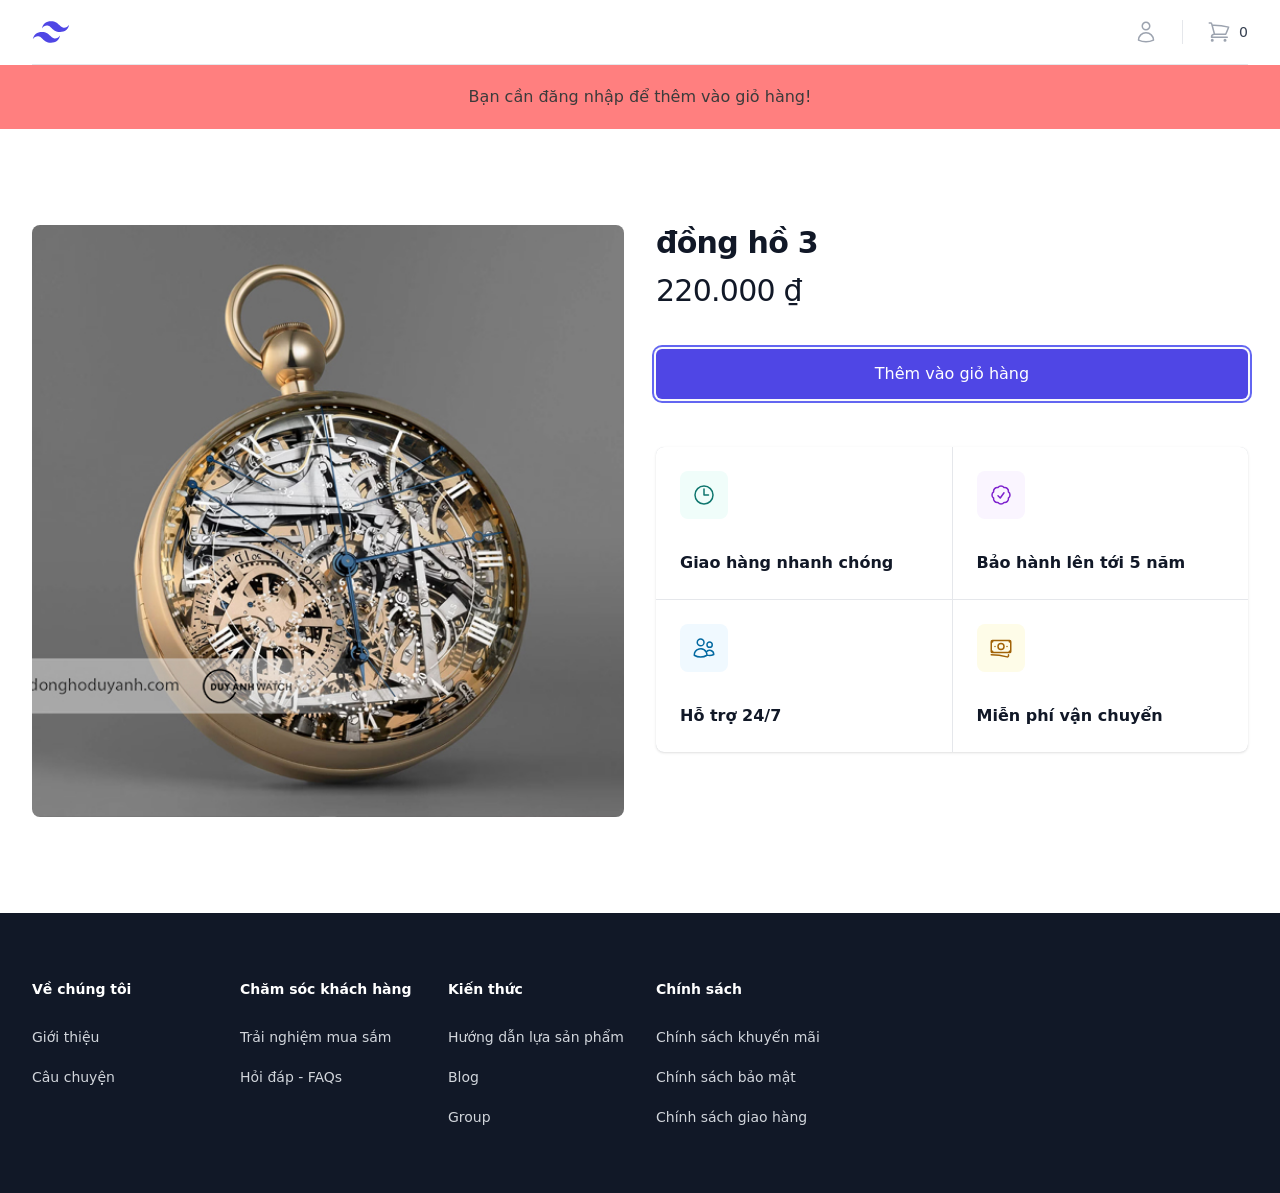 0
Bạn cần đăng nhập để thêm vào giỏ hàng!
đồng hồ 3
220.000 ₫
Thêm vào giỏ hàng
Giao hàng nhanh chóng
Bảo hành lên tới 5 năm
Hỗ trợ 24/7
Miễn phí vận chuyển
donghoduyanh.com
DUY ANH WATCH
Về chúng tôi
Giới thiệu
Câu chuyện
Chăm sóc khách hàng
Trải nghiệm mua sắm
Hỏi đáp - FAQs
Kiến thức
Hướng dẫn lựa sản phẩm
Blog
Group
Chính sách
Chính sách khuyến mãi
Chính sách bảo mật
Chính sách giao hàng